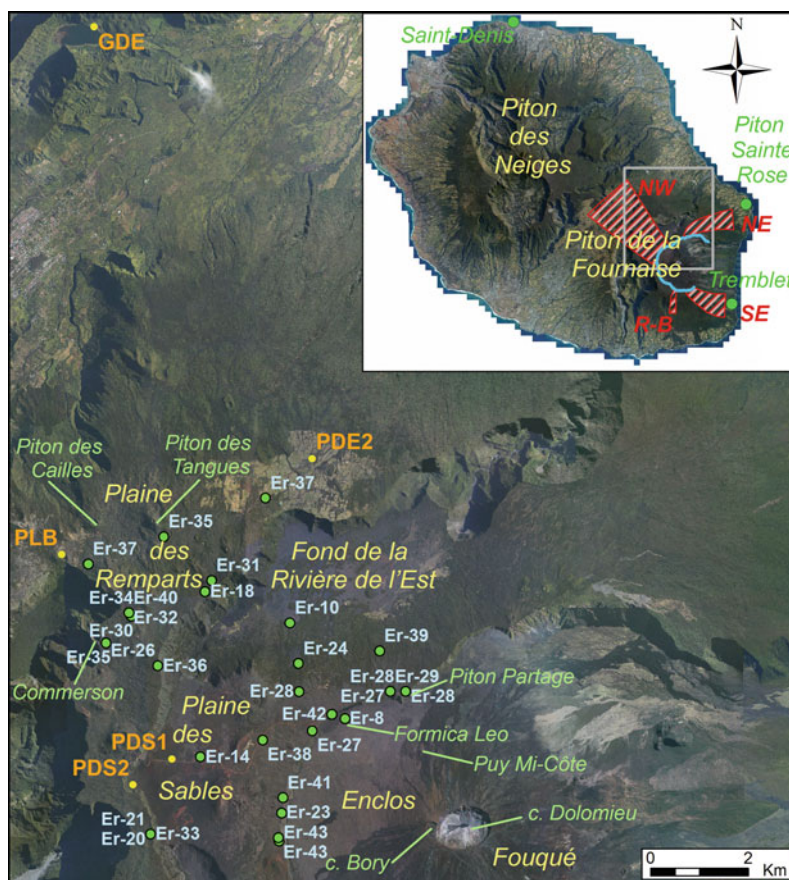 GDE
Saint-Denis
N
Piton
des
Neiges
Piton
Sainte
Rose
NW
NE
Piton de la
Fournaise
Tremblet
R-B
SE
Piton des
Cailles
Piton des
Tangues
PDE2
Plaine
Er-37
Er-35
PLB
des
Fond de la
Er-37
Er-31
Remparts
Rivière de l'Est
Er-18
Er-34
Er-40
Er-32
Er-10
Er-30
Er-39
Er-35
Er-26
Er-24
Er-36
Commerson
Er-28
Er-29
Piton Partage
Er-28
Er-27
Er-28
Plaine
Er-42
Er-8
des
Formica Leo
Er-27
PDS1
Er-38
Er-14
Puy Mi-Côte
PDS2
Sables
Er-41
Enclos
Er-23
c. Dolomieu
Er-21
Er-33
Er-20
Er-43
Er-43
c. Bory
Fouqué
0 2
Km